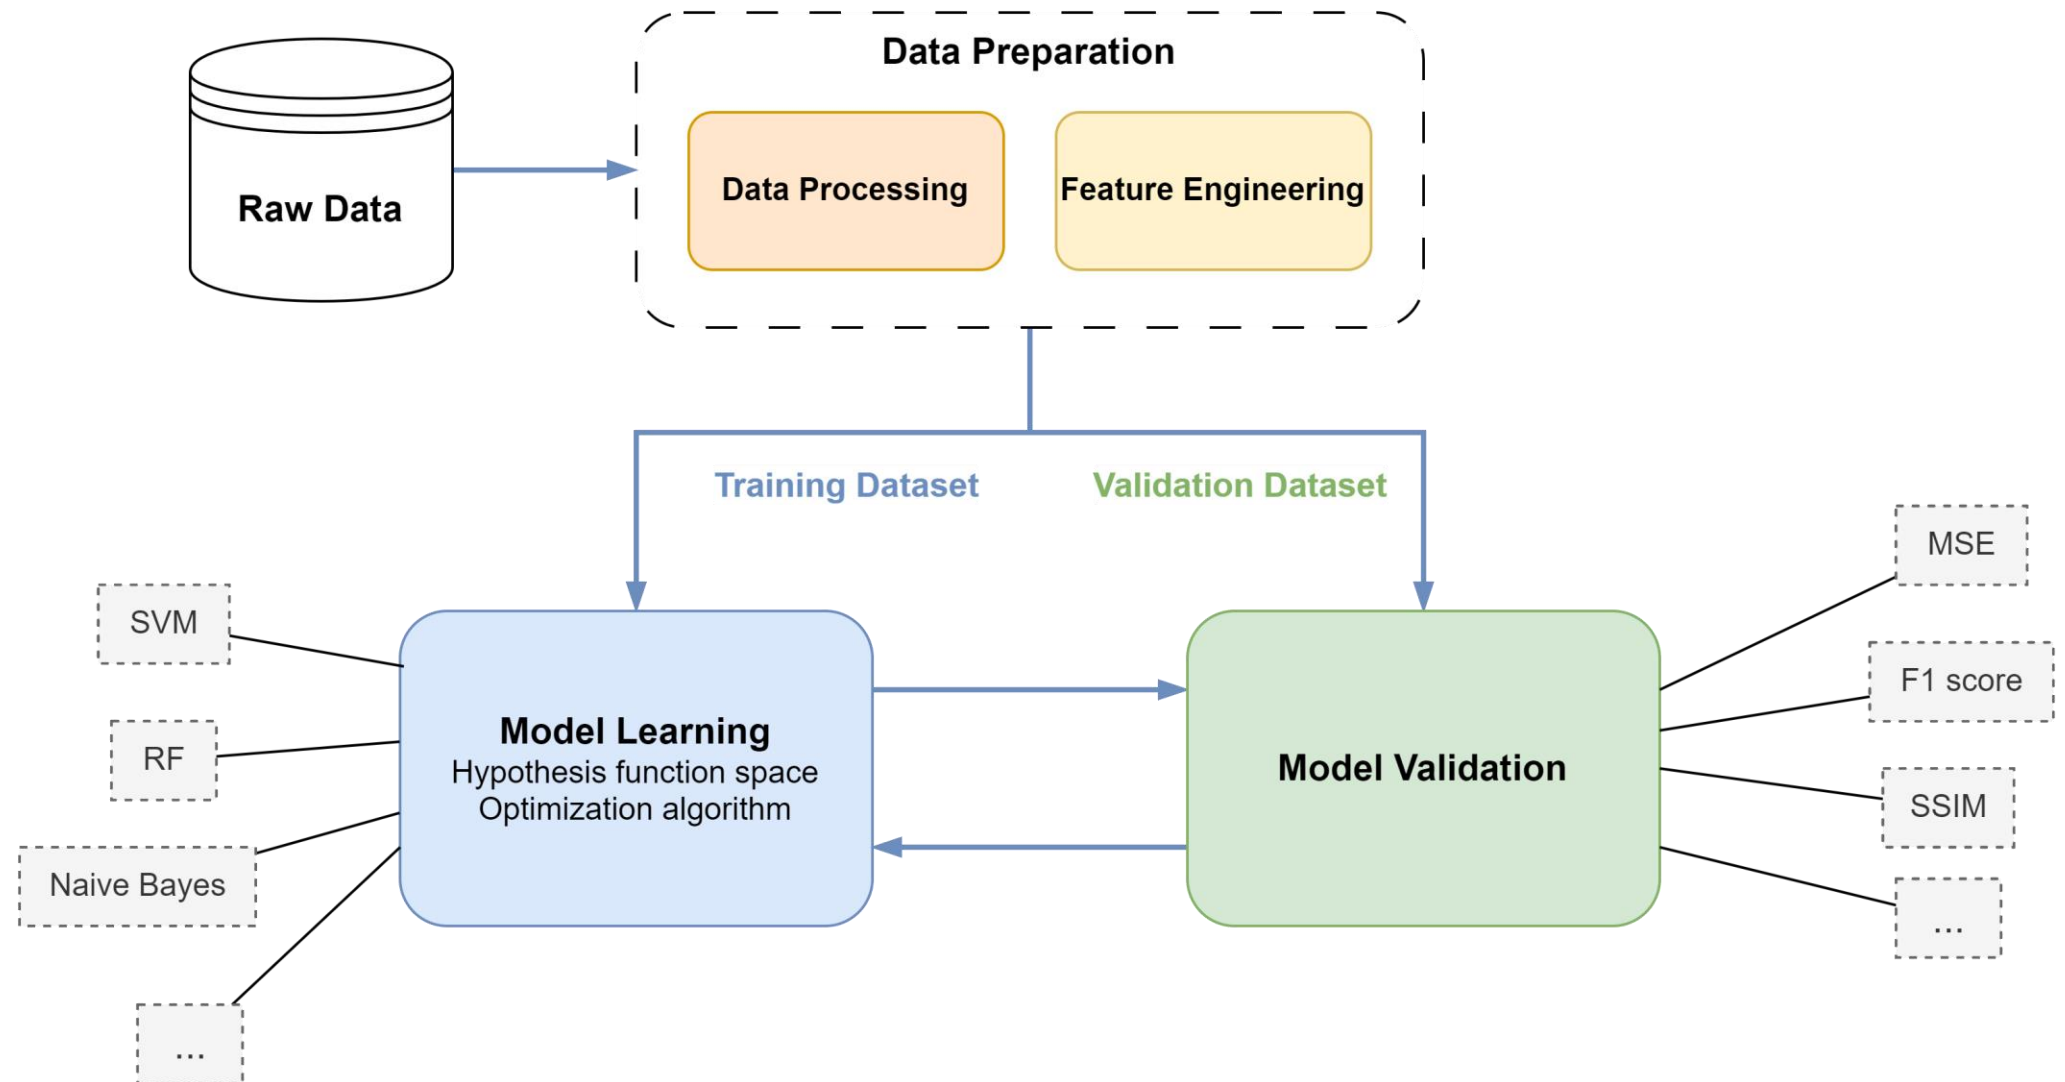 Data Preparation
Raw Data
Data Processing
Feature Engineering
Training Dataset
Validation Dataset
SVM
RF
Naive Bayes
...
Model Learning
Hypothesis function space
Optimization algorithm
Model Validation
MSE
F1 score
SSIM
...